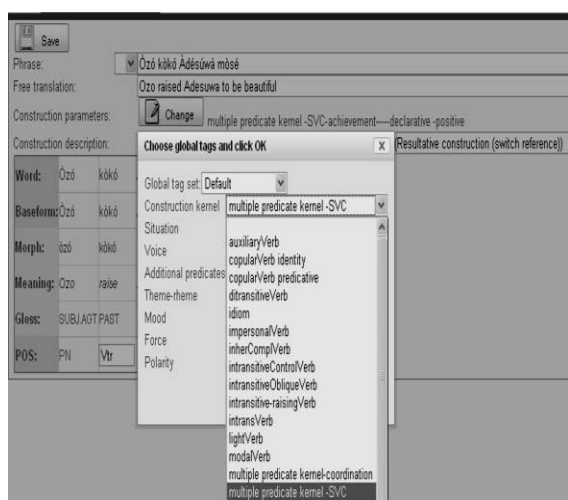 Save
Phrase: Òzó kòkó Àdésúwà mòsé
Free translation: Ozo raised Adesuwa to be beautiful
Construction parameters: Change multiple predicate kernel -SVC-achievement----declarative -positive
Construction description: (Resultative construction (switch reference))
Choose global tags and click OK X
Word: Òzó kòkó
Global tag set: Default
Construction kernel multiple predicate kernel -SVC
Baseform: Òzó kòkó
Situation
auxiliaryVerb
Voice
copularVerb identity
Morph: òzó kòkó
Additional predicates
copularVerb predicative
Theme-rheme
ditransitiveVerb
Meaning: Ozo raise
Mood
idiom
Force
impersonalVerb
Gloss: SUBJ.AGT PAST
Polarity
inherComplVerb
intransitiveControlVerb
POS: PN Vtr
intransitiveObliqueVerb
intransitive-raisingVerb
intransVerb
lightVerb
modalVerb
multiple predicate kernel-coordination
multiple predicate kernel -SVC